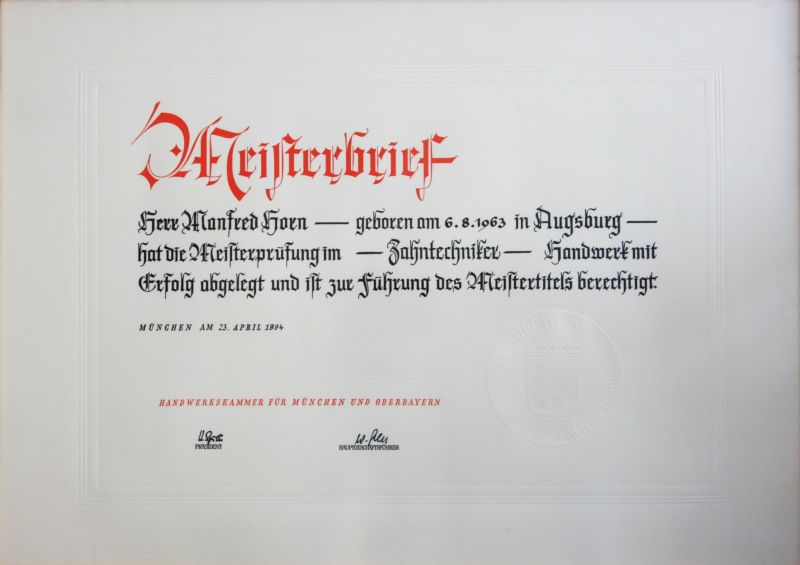 Meisterbrief
Herr Manfred Horn — geboren am 6.8.1963 in Augsburg —
hat die Meisterprüfung im — Zahntechniker — Handwerk mit
Erfolg abgelegt und ist zur Führung des Meistertitels berechtigt.
MÜNCHEN AM 23. APRIL 1994
HANDWERKSKAMMER FÜR MÜNCHEN UND OBERBAYERN
PRÄSIDENT
HAUPTGESCHÄFTSFÜHRER